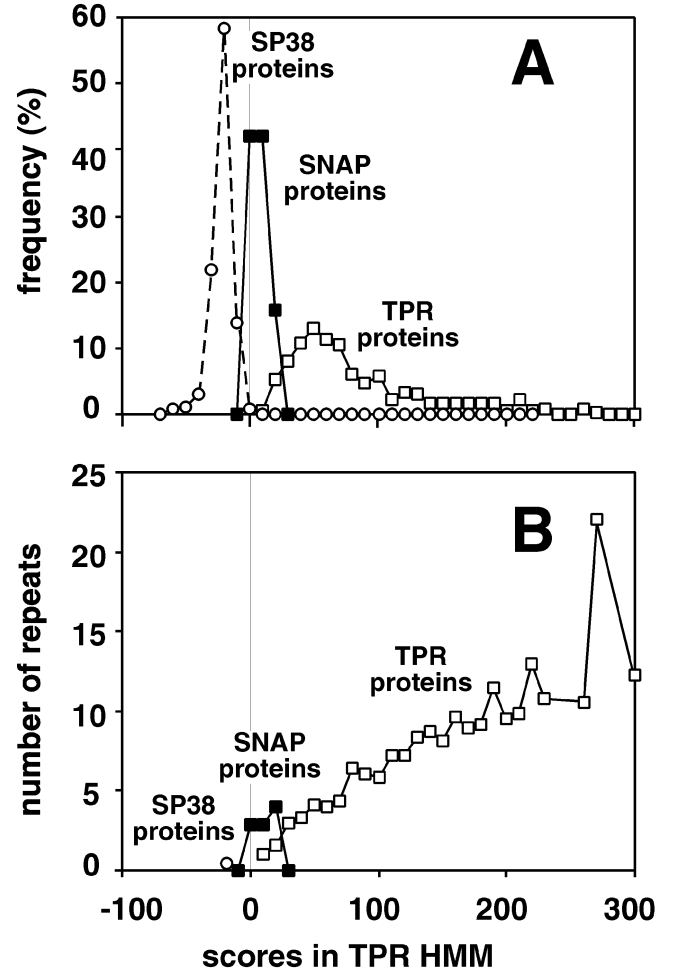 A
60
50
40
30
20
10
0
frequency (%)
SP38
proteins
SNAP
proteins
TPR
proteins
B
25
20
15
10
5
0
number of repeats
TPR
proteins
SNAP
proteins
SP38
proteins
-100 0 100 200 300
scores in TPR HMM